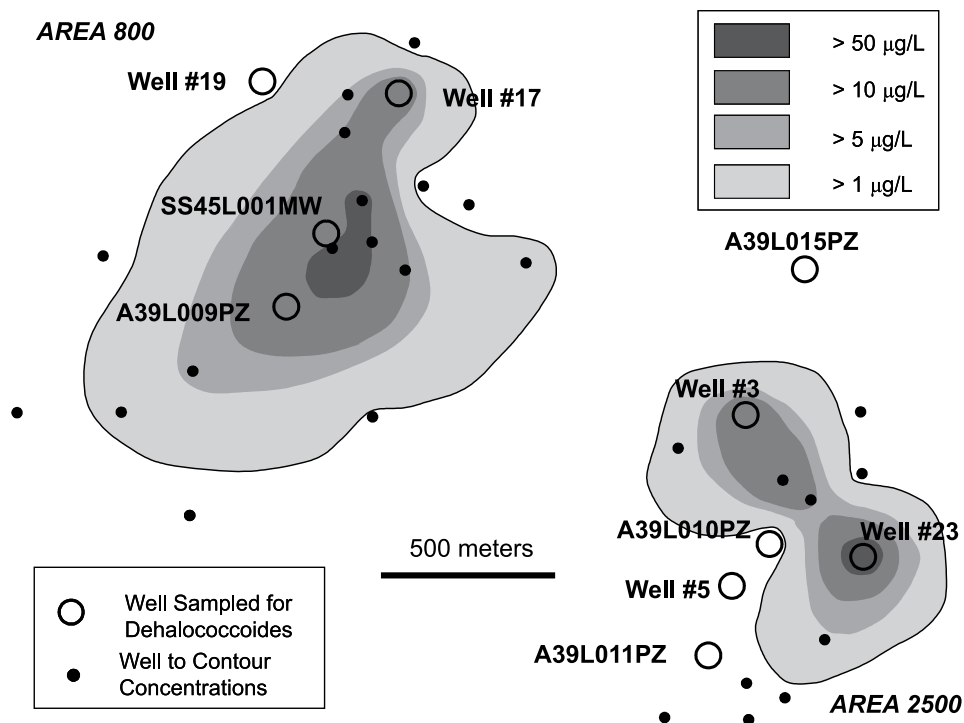 AREA 800
Well #19
Well #17
> 50 μg/L
> 10 μg/L
> 5 μg/L
> 1 μg/L
SS45L001MW
A39L015PZ
A39L009PZ
Well #3
A39L010PZ
Well #23
500 meters
Well #5
Well Sampled for
Dehalococcoides
Well to Contour
Concentrations
A39L011PZ
AREA 2500